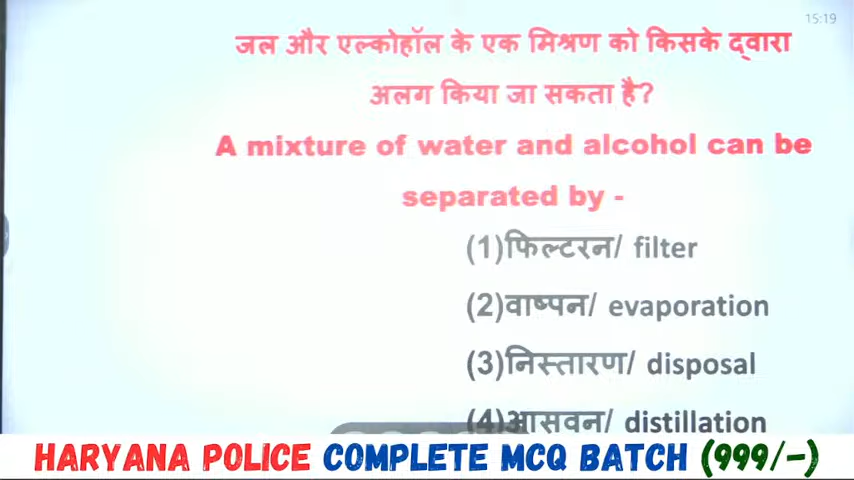 15:19
जल और एल्कोहॉल के एक मिश्रण को किसके द्वारा
अलग किया जा सकता है?
A mixture of water and alcohol can be
separated by -
(1)फिल्टरन/ filter
(2)वाष्पन/ evaporation
(3)निस्तारण/ disposal
(4)आसवन/ distillation
HARYANA POLICE COMPLETE MCQ BATCH (999/-)